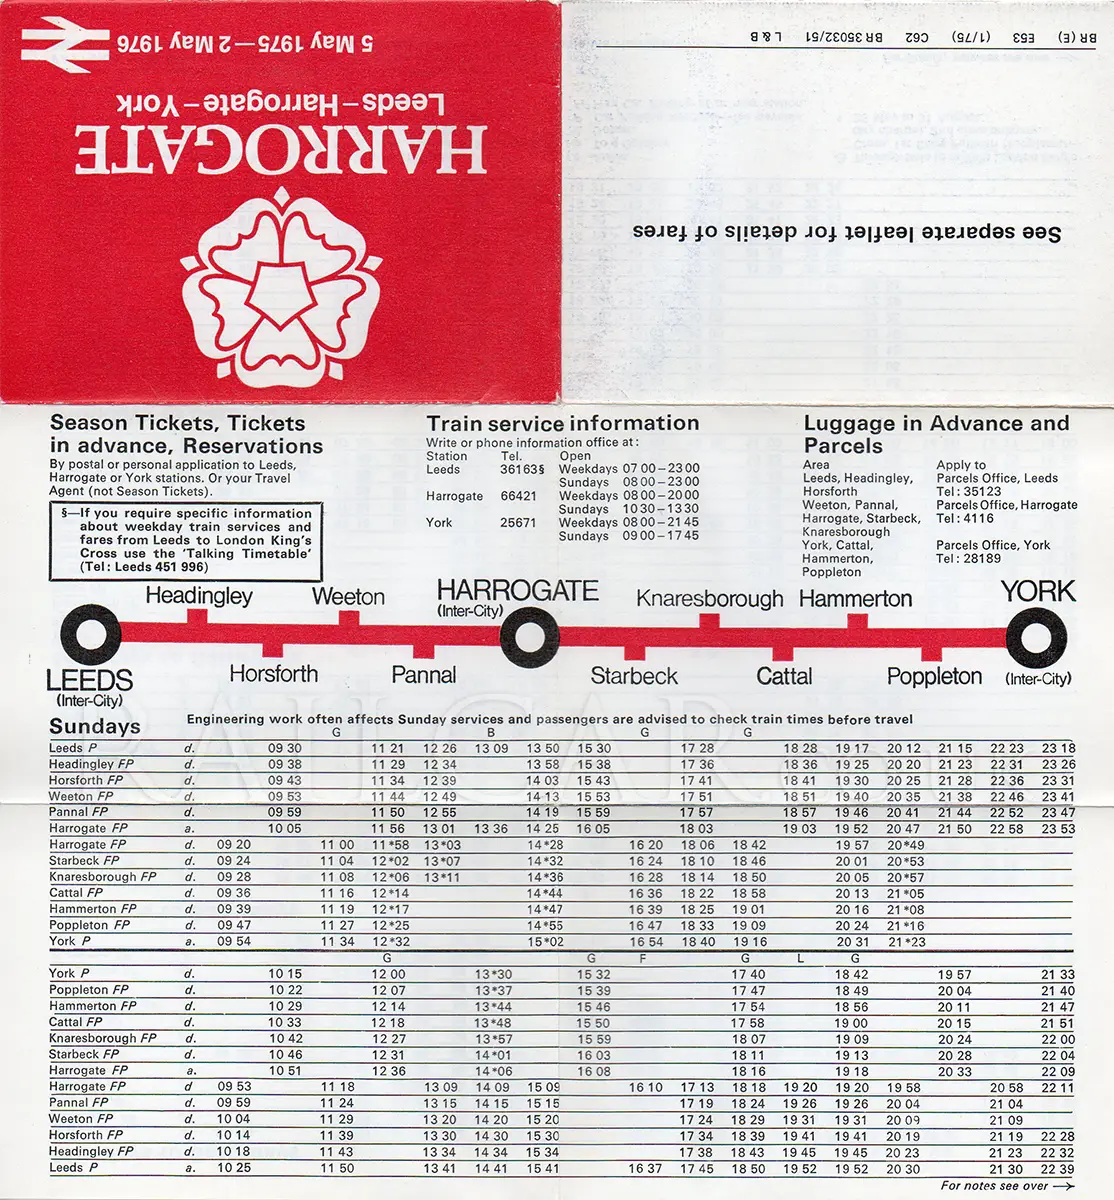 5 May 1975–2 May 1976
Leeds–Harrogate–York
HARROGATE
BR (E) E53 (1/75) C62 BR 35032/51 L & B
See separate leaflet for details of fares
Season Tickets, Tickets
in advance, Reservations
By postal or personal application to Leeds,
Harrogate or York stations. Or your Travel
Agent (not Season Tickets).
§—If you require specific information
about weekday train services and
fares from Leeds to London King's
Cross use the 'Talking Timetable'
(Tel: Leeds 451 996)
Train service information
Write or phone information office at:
Station Tel. Open
Leeds 36163§ Weekdays 07 00–23 00
Sundays 08 00–23 00
Harrogate 66421 Weekdays 08 00–20 00
Sundays 10 30–13 30
York 25671 Weekdays 08 00–21 45
Sundays 09 00–17 45
Luggage in Advance and
Parcels
Area Apply to
Leeds, Headingley, Parcels Office, Leeds
Horsforth Tel: 35123
Weeton, Pannal, Parcels Office, Harrogate
Harrogate, Starbeck, Tel: 4116
Knaresborough
York, Cattal, Parcels Office, York
Hammerton, Tel: 28189
Poppleton
Headingley Weeton HARROGATE Knaresborough Hammerton YORK
(Inter-City)
LEEDS Horsforth Pannal Starbeck Cattal Poppleton (Inter-City)
(Inter-City)
RAILCAR.co.uk
Sundays Engineering work often affects Sunday services and passengers are advised to check train times before travel
G B G G
Leeds P d. 09 30 11 21 12 26 13 09 13 50 15 30 17 28 18 28 19 17 20 12 21 15 22 23 23 18
Headingley FP d. 09 38 11 29 12 34 13 58 15 38 17 36 18 36 19 25 20 20 21 23 22 31 23 26
Horsforth FP d. 09 43 11 34 12 39 14 03 15 43 17 41 18 41 19 30 20 25 21 28 22 36 23 31
Weeton FP d. 09 53 11 44 12 49 14 13 15 53 17 51 18 51 19 40 20 35 21 38 22 46 23 41
Pannal FP d. 09 59 11 50 12 55 14 19 15 59 17 57 18 57 19 46 20 41 21 44 22 52 23 47
Harrogate FP a. 10 05 11 56 13 01 13 36 14 25 16 05 18 03 19 03 19 52 20 47 21 50 22 58 23 53
Harrogate FP d. 09 20 11 00 11*58 13*03 14*28 16 20 18 06 18 42 19 57 20*49
Starbeck FP d. 09 24 11 04 12*02 13*07 14*32 16 24 18 10 18 46 20 01 20*53
Knaresborough FP d. 09 28 11 08 12*06 13*11 14*36 16 28 18 14 18 50 20 05 20*57
Cattal FP d. 09 36 11 16 12*14 14*44 16 36 18 22 18 58 20 13 21*05
Hammerton FP d. 09 39 11 19 12*17 14*47 16 39 18 25 19 01 20 16 21*08
Poppleton FP d. 09 47 11 27 12*25 14*55 16 47 18 33 19 09 20 24 21*16
York P a. 09 54 11 34 12*32 15*02 16 54 18 40 19 16 20 31 21*23
G G F G L G
York P d. 10 15 12 00 13*30 15 32 17 40 18 42 19 57 21 33
Poppleton FP d. 10 22 12 07 13*37 15 39 17 47 18 49 20 04 21 40
Hammerton FP d. 10 29 12 14 13*44 15 46 17 54 18 56 20 11 21 47
Cattal FP d. 10 33 12 18 13*48 15 50 17 58 19 00 20 15 21 51
Knaresborough FP d. 10 42 12 27 13*57 15 59 18 07 19 09 20 24 22 00
Starbeck FP d. 10 46 12 31 14*01 16 03 18 11 19 13 20 28 22 04
Harrogate FP a. 10 51 12 36 14*06 16 08 18 16 19 18 20 33 22 09
Harrogate FP d 09 53 11 18 13 09 14 09 15 09 16 10 17 13 18 18 19 20 19 20 19 58 20 58 22 11
Pannal FP d. 09 59 11 24 13 15 14 15 15 15 17 19 18 24 19 26 19 26 20 04 21 04
Weeton FP d. 10 04 11 29 13 20 14 20 15 20 17 24 18 29 19 31 19 31 20 09 21 09
Horsforth FP d. 10 14 11 39 13 30 14 30 15 30 17 34 18 39 19 41 19 41 20 19 21 19 22 28
Headingley FP d. 10 18 11 43 13 34 14 34 15 34 17 38 18 43 19 45 19 45 20 23 21 23 22 32
Leeds P a. 10 25 11 50 13 41 14 41 15 41 16 37 17 45 18 50 19 52 19 52 20 30 21 30 22 39
For notes see over →